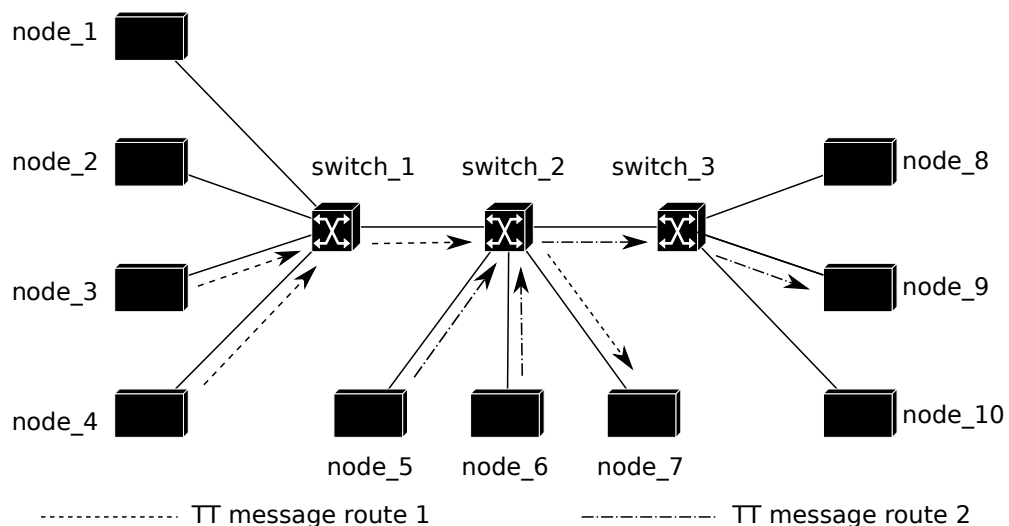 node_1
node_2
switch_1 switch_2 switch_3
node_8
node_3
node_9
node_4
node_10
node_5 node_6 node_7
TT message route 1 TT message route 2